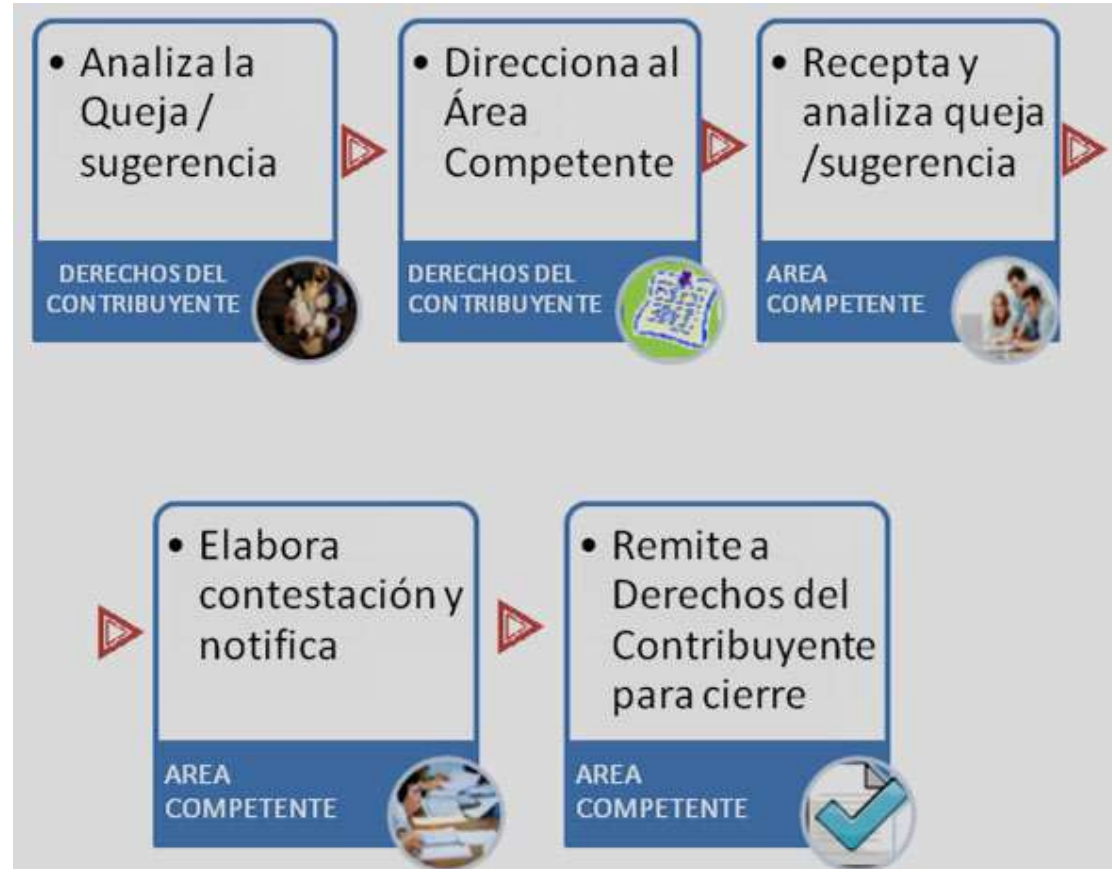 • Analiza la
Queja /
sugerencia
DERECHOS DEL
CONTRIBUYENTE
• Direcciona al
Área
Competente
DERECHOS DEL
CONTRIBUYENTE
• Recepta y
analiza queja
/sugerencia
AREA
COMPETENTE
• Elabora
contestación y
notifica
AREA
COMPETENTE
• Remite a
Derechos del
Contribuyente
para cierre
AREA
COMPETENTE